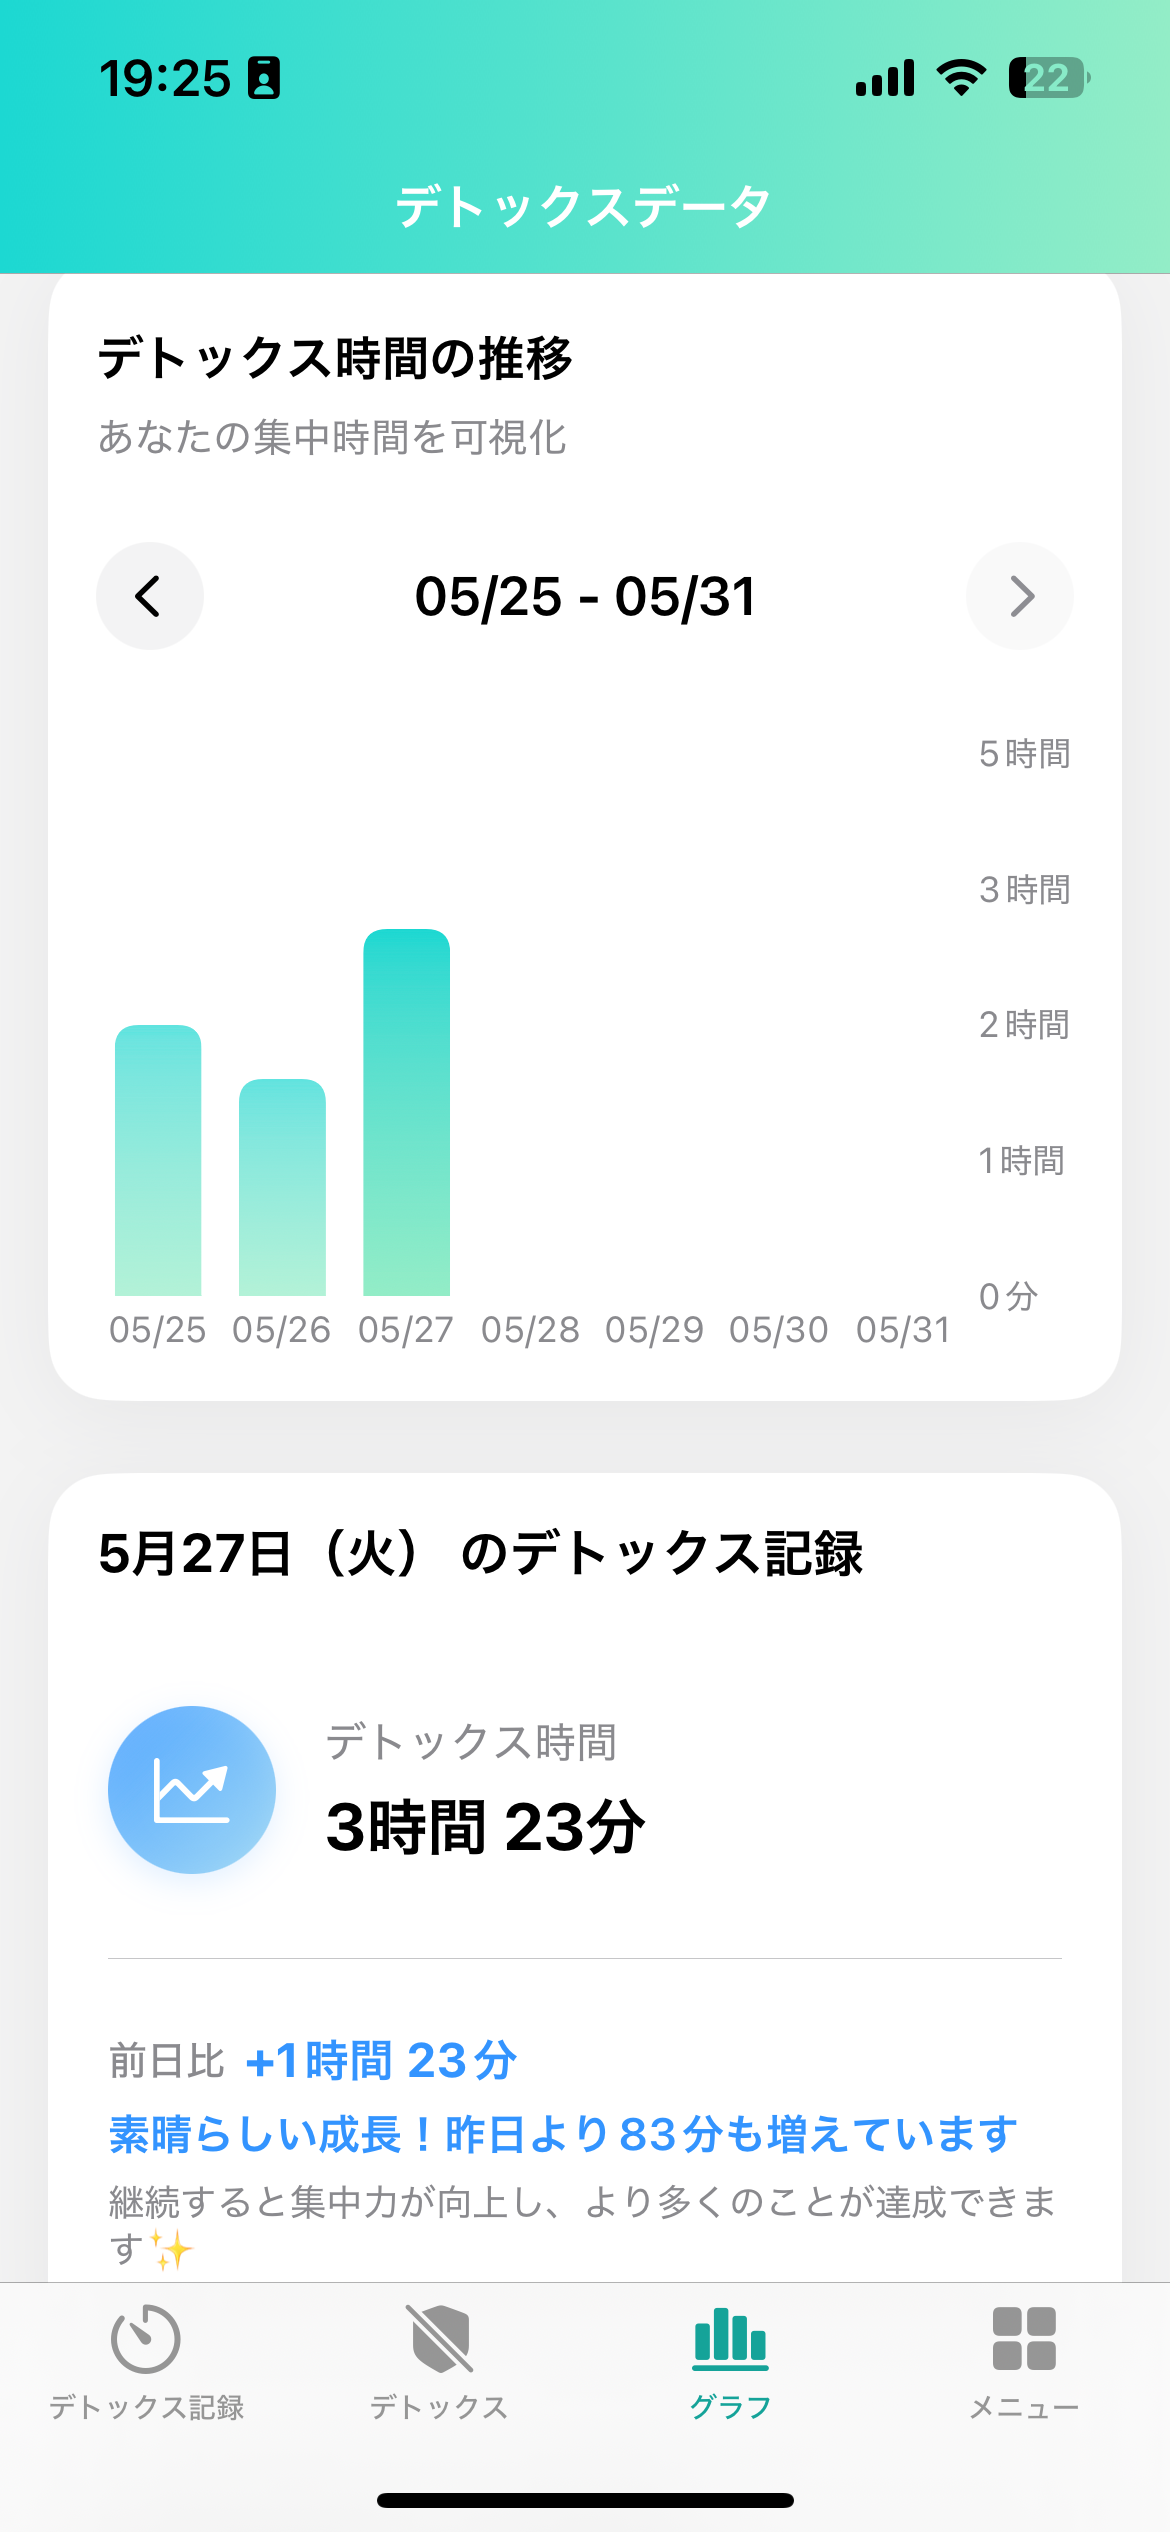 19:25
22
デトックスデータ
デトックス時間の推移
あなたの集中時間を可視化
05/25 - 05/31
5時間
3時間
2時間
1時間
0分
05/25 05/26 05/27 05/28 05/29 05/30 05/31
5月27日（火） のデトックス記録
デトックス時間
3時間 23分
前日比 +1時間 23分
素晴らしい成長！昨日より83分も増えています
継続すると集中力が向上し、より多くのことが達成できま
す✨
デトックス記録 デトックス グラフ メニュー